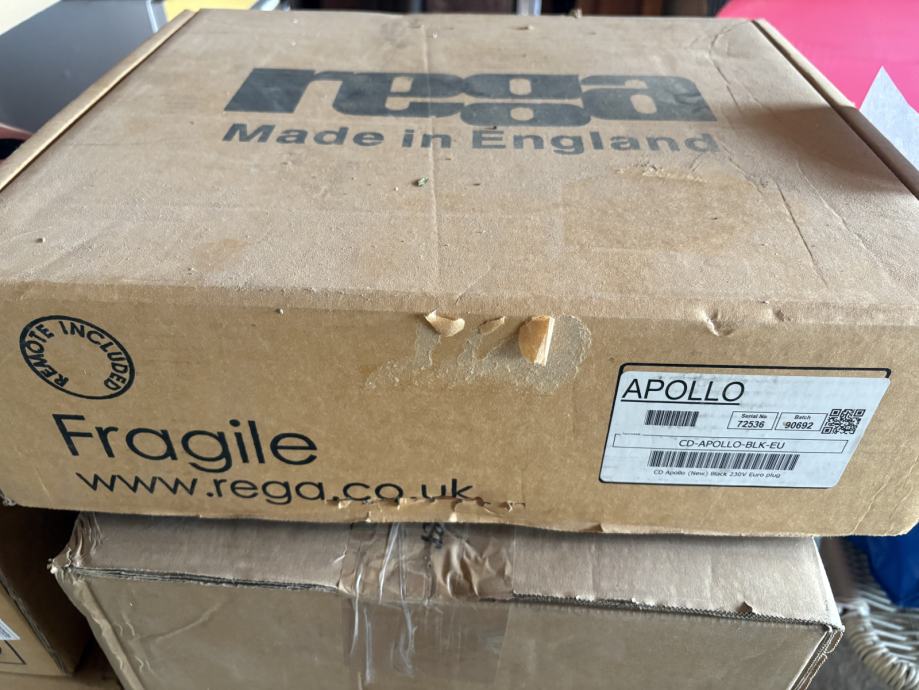 rega
Made in England
REMOTE INCLUDED
Fragile
www.rega.co.uk
APOLLO
Serial No
72536
Batch
90692
CD-APOLLO-BLK-EU
CD Apollo (New) Black 230V Euro plug